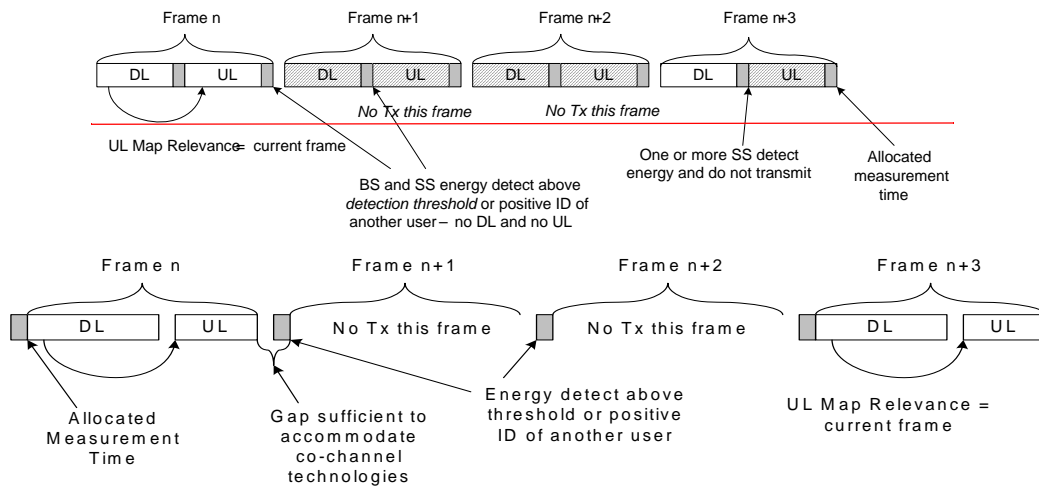 Frame n Frame n+1 Frame n+2 Frame n+3
DL UL DL UL DL UL DL UL
No Tx this frame No Tx this frame
UL Map Relevance= current frame
BS and SS energy detect above
detection threshold or positive ID of
another user – no DL and no UL
One or more SS detect
energy and do not transmit
Allocated
measurement
time
Frame n Frame n+1 Frame n+2 Frame n+3
DL UL No Tx this frame No Tx this frame DL UL
Allocated
Measurement
Time
Gap sufficient to
accommodate
co-channel
technologies
Energy detect above
threshold or positive
ID of another user
UL Map Relevance =
current frame